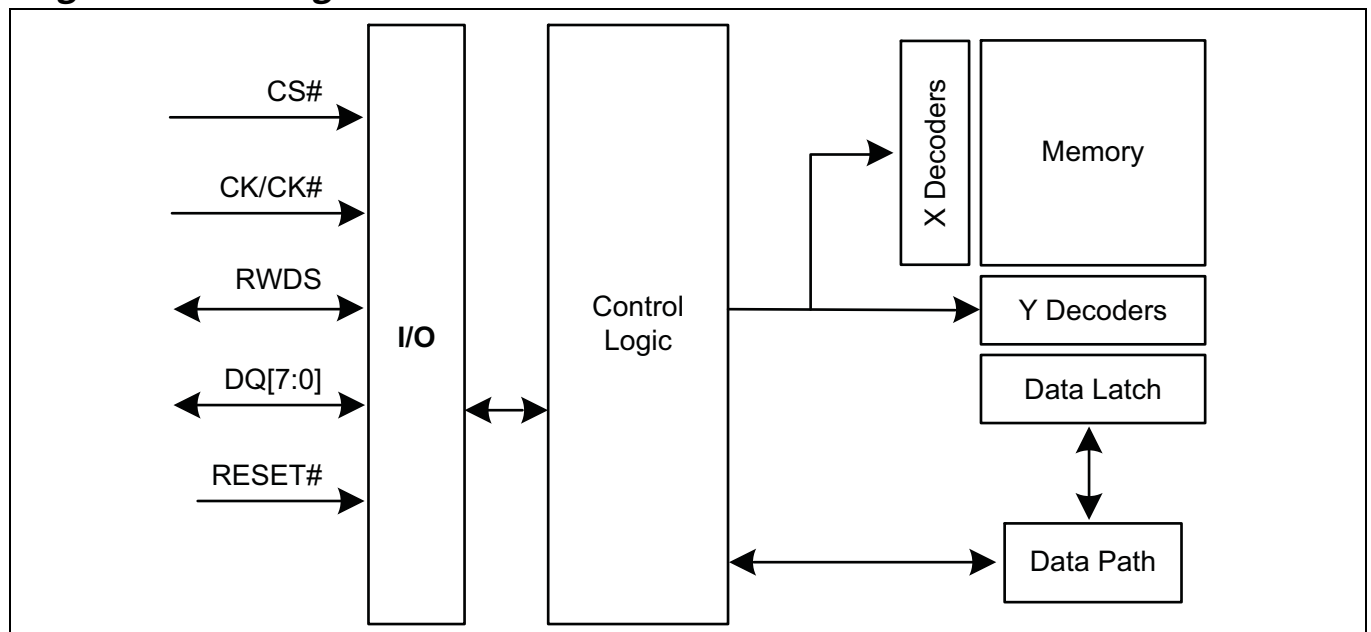 CS#
CK/CK#
RWDS
DQ[7:0]
RESET#
I/O
Control
Logic
X Decoders
Memory
Y Decoders
Data Latch
Data Path